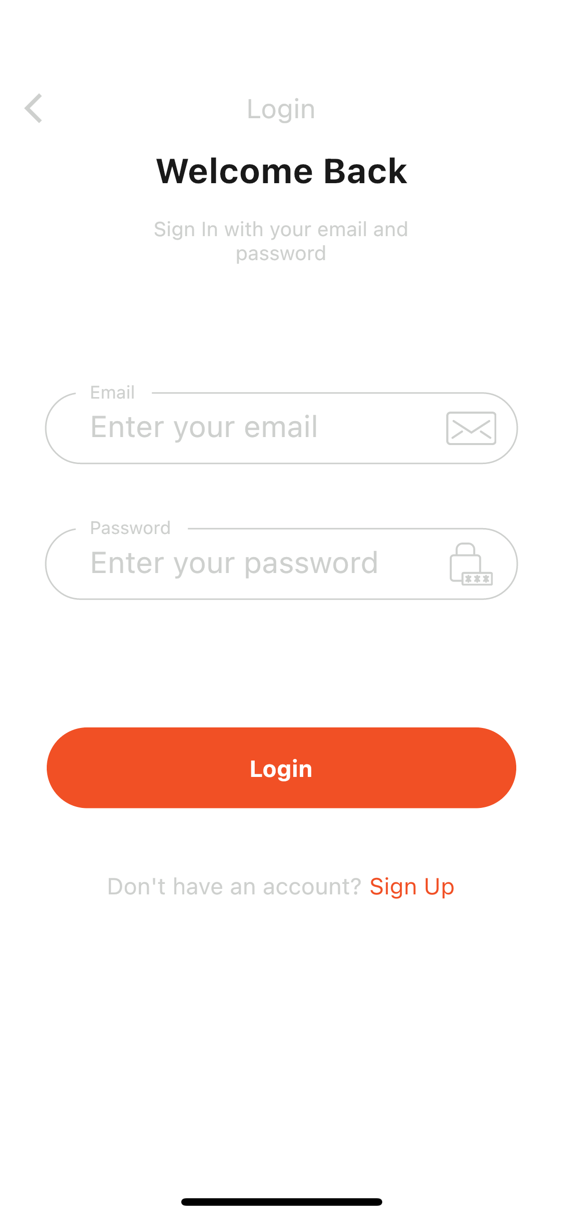 Login
Welcome Back
Sign In with your email and
password
Email
Enter your email
Password
Enter your password
***
Login
Don't have an account? Sign Up